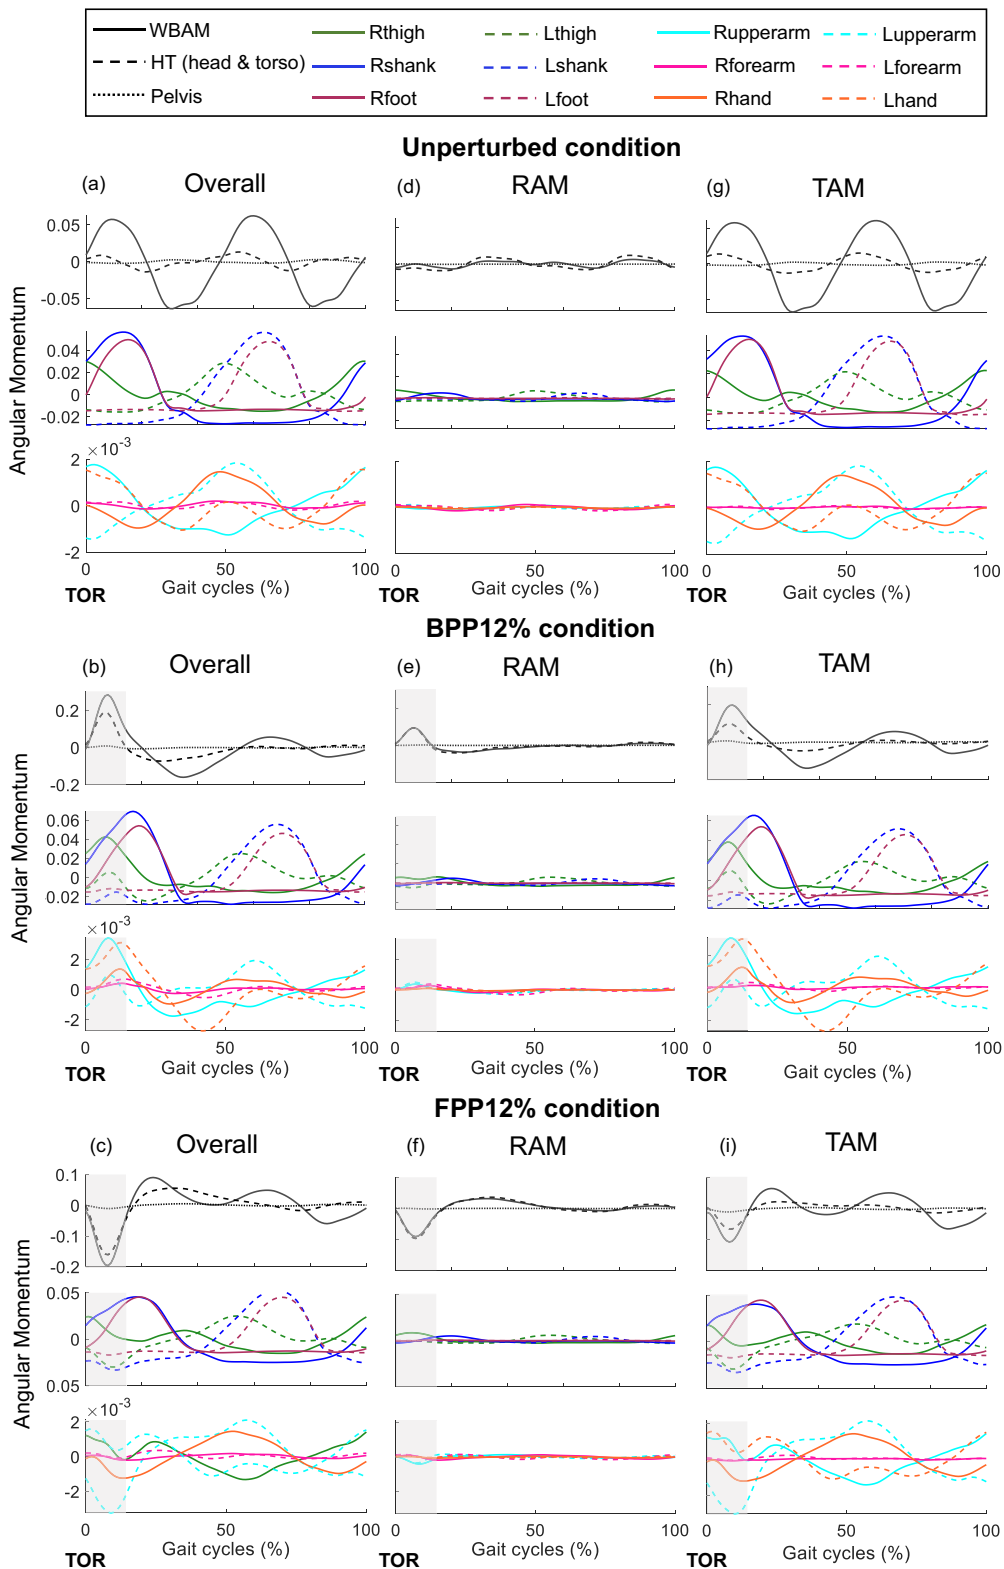 WBAM Rthigh Lthigh Rupperarm Lupperarm
HT (head & torso) Rshank Lshank Rforearm Lforearm
Pelvis Rfoot Lfoot Rhand Lhand
Unperturbed condition
(a) Overall (d) RAM (g) TAM
0.05
0
-0.05
0.04
0.02
0
-0.02
×10⁻³
2
0
-2
Angular Momentum
0 50 100 0 50 100 0 50 100
TOR Gait cycles (%) TOR Gait cycles (%) TOR Gait cycles (%)
BPP12% condition
(b) Overall (e) RAM (h) TAM
0.2
0
-0.2
0.06
0.04
0.02
0
-0.02
×10⁻³
2
0
-2
Angular Momentum
0 50 100 0 50 100 0 50 100
TOR Gait cycles (%) TOR Gait cycles (%) TOR Gait cycles (%)
FPP12% condition
(c) Overall (f) RAM (i) TAM
0.1
0
-0.1
-0.2
0.05
0
0.05
×10⁻³
2
0
-2
Angular Momentum
0 50 100 0 50 100 0 50 100
TOR Gait cycles (%) TOR Gait cycles (%) TOR Gait cycles (%)